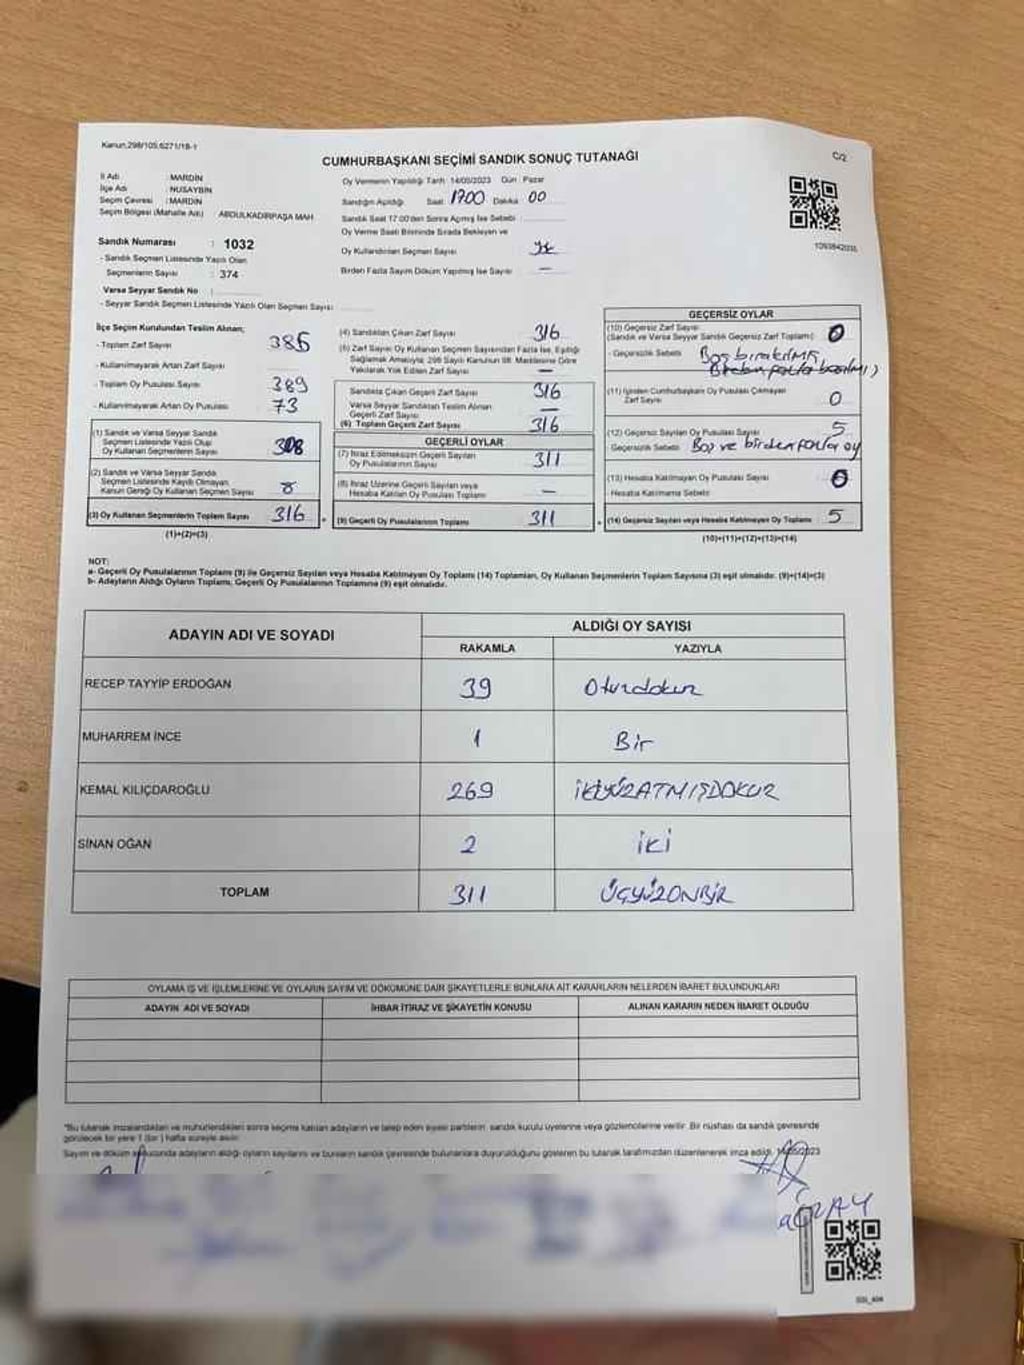 Kanun,298/105,6271/18-1
CUMHURBAŞKANI SEÇİMİ SANDIK SONUÇ TUTANAĞI
C/2
İl Adı : MARDİN
İlçe Adı : NUSAYBİN
Seçim Çevresi : MARDİN
Seçim Bölgesi (Mahalle Adı) ABDULKADİRPAŞA MAH
Oy Vermenin Yapıldığı Tarih 14/05/2023 Gün : Pazar
Sandığın Açıldığı Saat 1700 Dakika 00
Sandık Saat 17:00'den Sonra Açılmış İse Sebebi :
Oy Verme Saati Bitiminde Sırada Bekleyen ve
Oy Kullandırılan Seçmen Sayısı
Birden Fazla Sayım Döküm Yapılmış İse Sayısı : —
1093842035
Sandık Numarası : 1032
- Sandık Seçmen Listesinde Yazılı Olan
Seçmenlerin Sayısı : 374
Varsa Seyyar Sandık No :
- Seyyar Sandık Seçmen Listesinde Yazılı Olan Seçmen Sayısı :
İlçe Seçim Kurulundan Teslim Alınan;
- Toplam Zarf Sayısı
- Kullanılmayarak Artan Zarf Sayısı
- Toplam Oy Pusulası Sayısı 389
- Kullanılmayarak Artan Oy Pusulası 73
(1) Sandık ve Varsa Seyyar Sandık
Seçmen Listesinde Yazılı Olup
Oy Kullanan Seçmen Sayısı 308
(2) Sandık ve Varsa Seyyar Sandık
Seçmen Listesinde Kaydı Olmayan
Kanun Gereği Oy Kullanan Seçmen Sayısı 8
(3) Oy Kullanan Seçmenlerin Toplam Sayısı 316
(1)+(2)=(3)
(4) Sandıktan Çıkan Zarf Sayısı 316
(5) Zarf Sayısı Oy Kullanan Seçmen Sayısından Fazla İse, Eşitliği
Sağlamak Amacıyla, 298 Sayılı Kanunun 98. Maddesine Göre
Yakılarak Yok Edilen Zarf Sayısı —
Sandıkta Çıkan Geçerli Zarf Sayısı 316
Varsa Seyyar Sandıktan Teslim Alınan
Geçerli Zarf Sayısı —
(6) Toplam Geçerli Zarf Sayısı 316
GEÇERLİ OYLAR
(7) İtiraz Edilmeksizin Geçerli Sayılan
Oy Pusulalarının Sayısı 311
(8) İtiraz Üzerine Geçerli Sayılan veya
Hesaba Katılan Oy Pusulası Toplamı —
(9) Geçerli Oy Pusulalarının Toplamı 311
GEÇERSİZ OYLAR
(10) Geçersiz Zarf Sayısı
(Sandık ve Varsa Seyyar Sandık Geçersiz Zarf Toplamı) : 0
- Geçersizlik Sebebi :
(11) İçinden Cumhurbaşkanı Oy Pusulası Çıkmayan
Zarf Sayısı 0
(12) Geçersiz Sayılan Oy Pusulası Sayısı 5
Geçersizlik Sebebi : Boş ve birden fazla oy
(13) Hesaba Katılmayan Oy Pusulası Sayısı 0
Hesaba Katılmama Sebebi :
(14) Geçersiz Sayılan veya Hesaba Katılmayan Oy Toplamı 5
(10)+(11)+(12)+(13)=(14)
NOT:
a- Geçerli Oy Pusulalarının Toplamı (9) ile Geçersiz Sayılan veya Hesaba Katılmayan Oy Toplamı (14) Toplamları, Oy Kullanan Seçmenlerin Toplam Sayısına (3) eşit olmalıdır. (9)+(14)=(3)
b- Adayların Aldığı Oyların Toplamı, Geçerli Oy Pusulalarının Toplamına (9) eşit olmalıdır.
ADAYIN ADI VE SOYADI ALDIĞI OY SAYISI
RAKAMLA YAZIYLA
RECEP TAYYİP ERDOĞAN 39 Otuzdokuz
MUHARREM İNCE 1 Bir
KEMAL KILIÇDAROĞLU 269 İKİYÜZATMIŞDOKUZ
SİNAN OĞAN 2 iki
TOPLAM 311 ÜÇYÜZONBİR
OYLAMA İŞ VE İŞLEMLERİNE VE OYLARIN SAYIM VE DÖKÜMÜNE DAİR ŞİKAYETLERLE BUNLARA AİT KARARLARIN NELERDEN İBARET BULUNDUKLARI
ADAYIN ADI VE SOYADI İHBAR İTİRAZ VE ŞİKAYETİN KONUSU ALINAN KARARIN NEDEN İBARET OLDUĞU
"Bu tutanak imzalandıktan ve mühürlendikten sonra seçime katılan adayların ve talep eden siyasi partilerin sandık kurulu üyelerine veya gözlemcilerine verilir. Bir nüshası da sandık çevresinde
görülecek bir yere 1 (bir) hafta süreyle asılır.
Sayım ve döküm sonucunda adayların aldığı oyların sayılarını ve bunların sandık çevresinde bulunanlara duyurulduğunu gösteren bu tutanak tarafımızdan düzenlenerek imza edildi. 14/05/2023